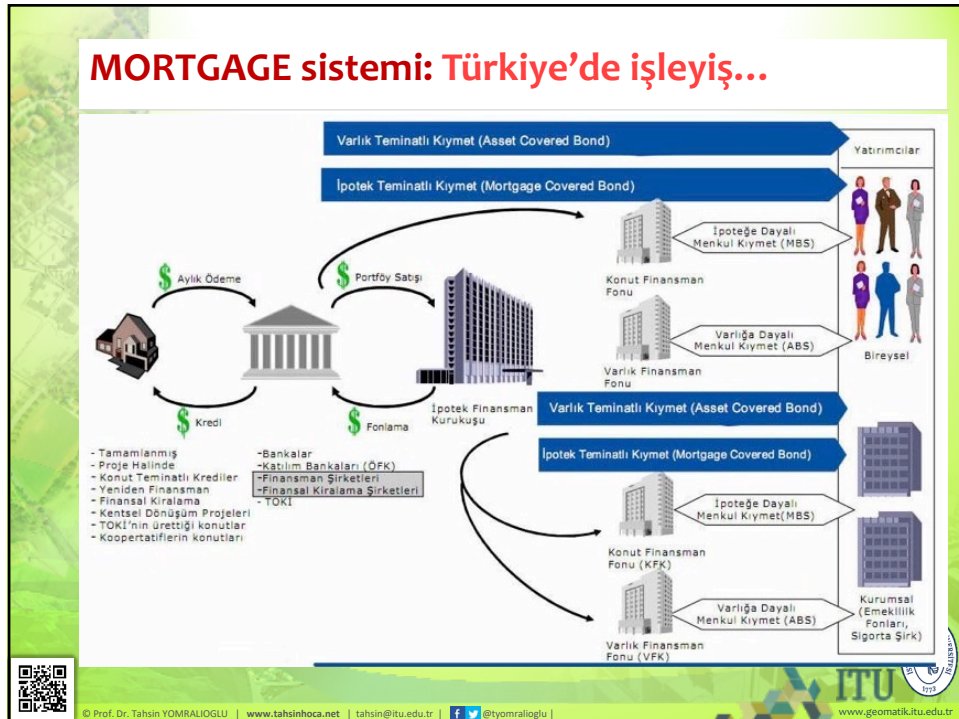 MORTGAGE sistemi: Türkiye'de işleyiş...
Varlık Teminatlı Kıymet (Asset Covered Bond)
Yatırımcılar
İpotek Teminatlı Kıymet (Mortgage Covered Bond)
İpoteğe Dayalı
Menkul Kıymet (MBS)
$ Aylık Ödeme
$ Portföy Satışı
Konut Finansman
Fonu
Varlığa Dayalı
Menkul Kıymet (ABS)
Bireysel
Varlık Finansman
Fonu
$ Kredi
$ Fonlama
İpotek Finansman
Kurukuşu
Varlık Teminatlı Kıymet (Asset Covered Bond)
İpotek Teminatlı Kıymet (Mortgage Covered Bond)
- Tamamlanmış
- Proje Halinde
- Konut Teminatlı Krediler
- Yeniden Finansman
- Finansal Kiralama
- Kentsel Dönüşüm Projeleri
- TOKİ'nin ürettiği konutlar
- Koopertatiflerin konutları
-Bankalar
-Katılım Bankaları (ÖFK)
-Finansman Şirketleri
-Finansal Kiralama Şirketleri
- TOKİ
İpoteğe Dayalı
Menkul Kıymet(MBS)
Konut Finansman
Fonu (KFK)
Varlığa Dayalı
Menkul Kıymet (ABS)
Varlık Finansman
Fonu (VFK)
Kurumsal
(Emeklilik
Fonları,
Sigorta Şirk)
1773
ITU
© Prof. Dr. Tahsin YOMRALIOGLU | www.tahsinhoca.net | tahsin@itu.edu.tr | f @tyomralioglu |
www.geomatik.itu.edu.tr